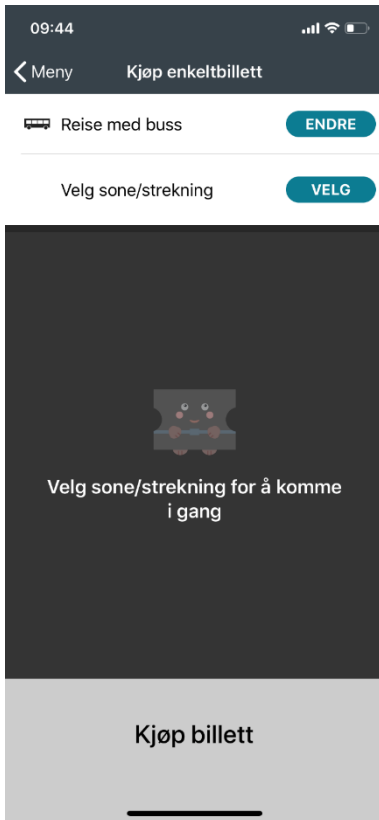 09:44
Meny
Kjøp enkeltbillett
Reise med buss
ENDRE
Velg sone/strekning
VELG
Velg sone/strekning for å komme
i gang
Kjøp billett